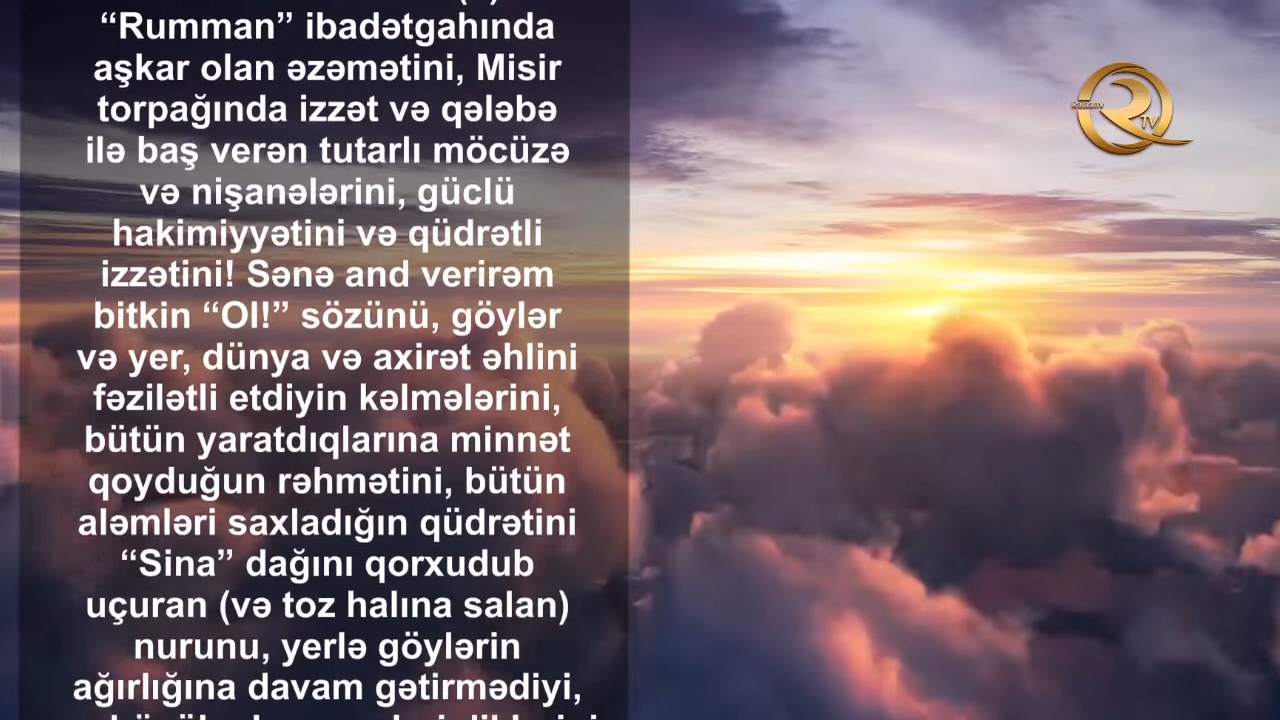 “Rumman” ibadətgahında
aşkar olan əzəmətini, Misir
torpağında izzət və qələbə
ilə baş verən tutarlı möcüzə
və nişanələrini, güclü
hakimiyyətini və qüdrətli
izzətini! Sənə and verirəm
bitkin “Ol!” sözünü, göylər
və yer, dünya və axirət əhlini
fəzilətli etdiyin kəlmələrini,
bütün yaratdıqlarına minnət
qoyduğun rəhmətini, bütün
aləmləri saxladığın qüdrətini
“Sina” dağını qorxudub
uçuran (və toz halına salan)
nurunu, yerlə göylərin
ağırlığına davam gətirmədiyi,
TV